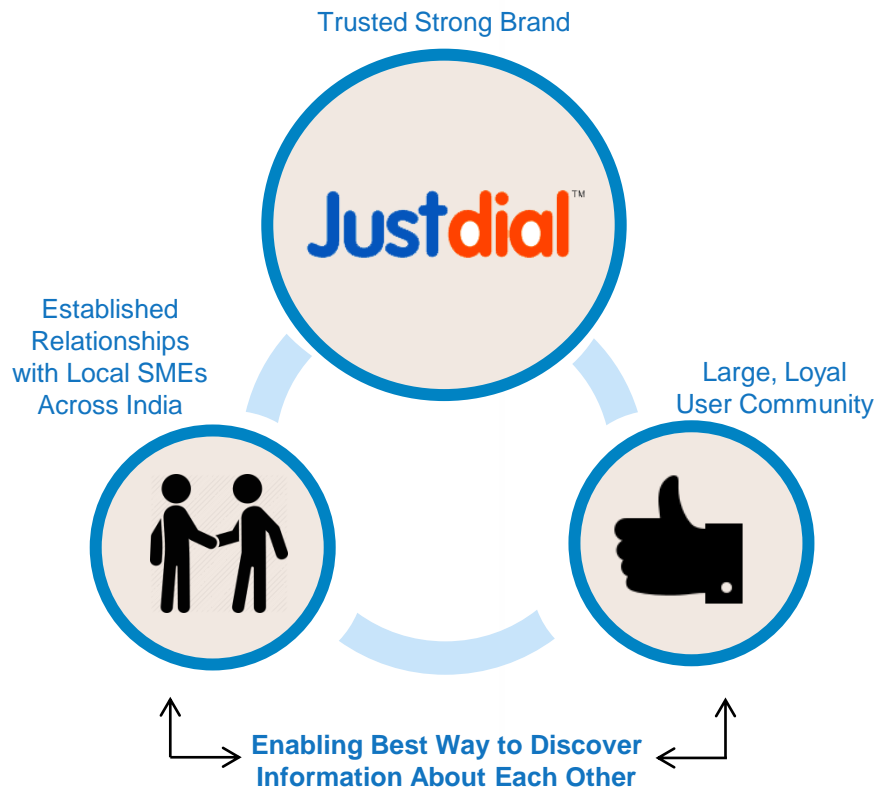 Trusted Strong Brand
Justdial™
Established
Relationships
with Local SMEs
Across India
Large, Loyal
User Community
Enabling Best Way to Discover
Information About Each Other